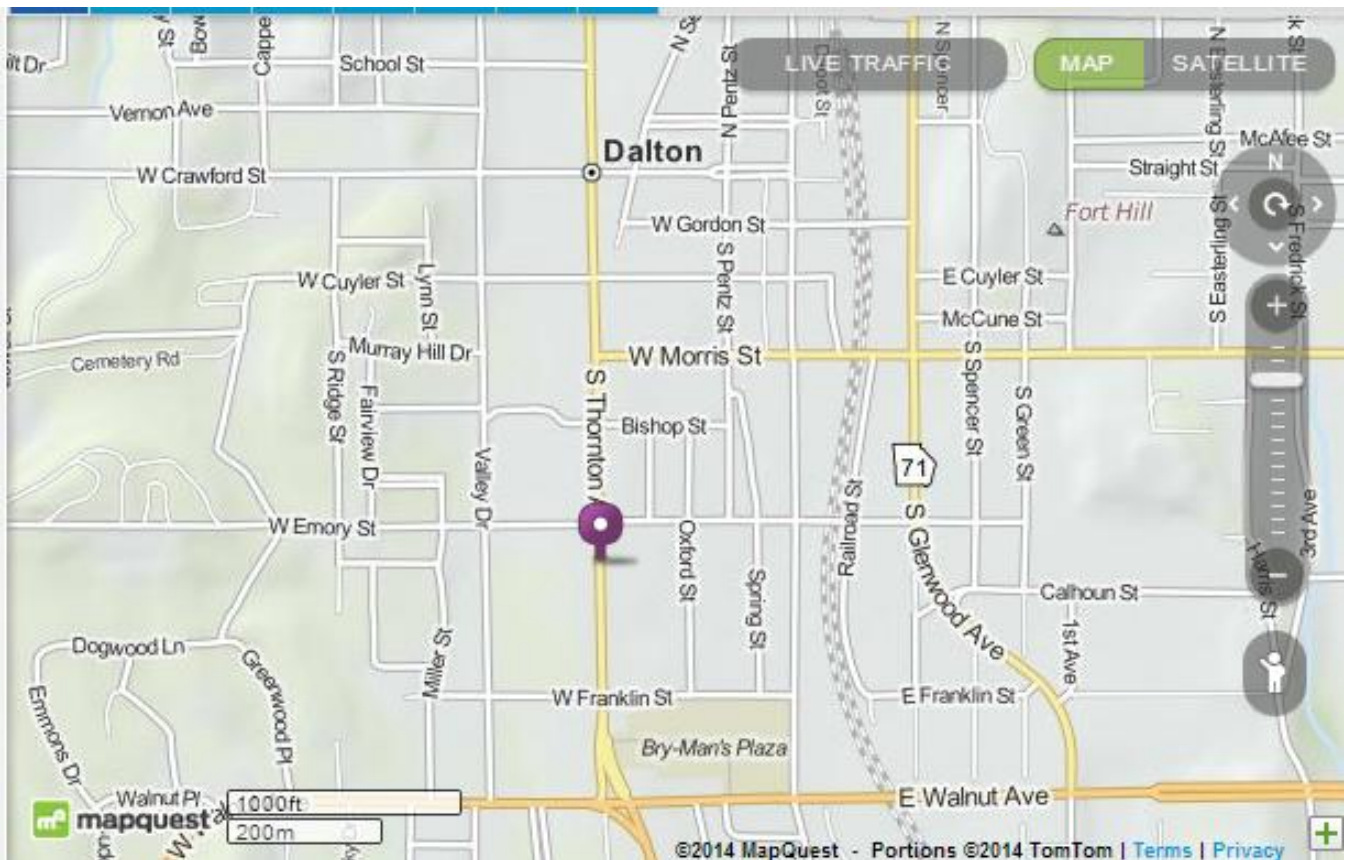 LIVE TRAFFIC
MAP
SATELLITE
School St
Vernon Ave
W Crawford St
Dalton
N Pentz St
Depot St
N Spencer
N Easterling St
McAfee St
Straight St
N
Fort Hill
W Gordon St
S Pentz St
S Easterling St
S Fredrick St
W Cuyler St
Lynn St
E Cuyler St
McCune St
Cemetery Rd
Murray Hill Dr
W Morris St
S Ridge St
Fairview Dr
S Thornton
S Spencer St
S Green St
Bishop St
Valley Dr
71
Railroad St
S Glenwood Ave
3rd Ave
W Emory St
Oxford St
Spring St
Harris St
Calhoun St
1st Ave
Dogwood Ln
Greenwood Pl
Miller St
Emmons Dr
W Franklin St
E Franklin St
Bry-Man's Plaza
Walnut Pl
E Walnut Ave
1000ft
200m
mapquest
©2014 MapQuest - Portions ©2014 TomTom | Terms | Privacy